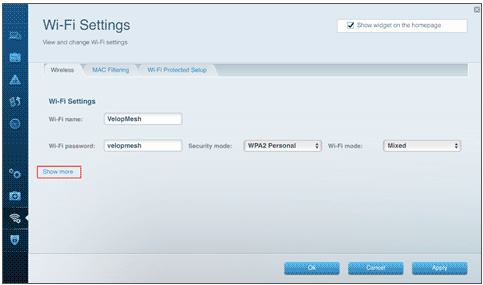 Wi-Fi Settings
Show widget on the homepage
View and change Wi-Fi settings
Wireless MAC Filtering Wi-Fi Protected Setup
Wi-Fi Settings
Wi-Fi name: VelopMesh
Wi-Fi password: velopmesh Security mode: WPA2 Personal Wi-Fi mode: Mixed
Show more
Ok Cancel Apply